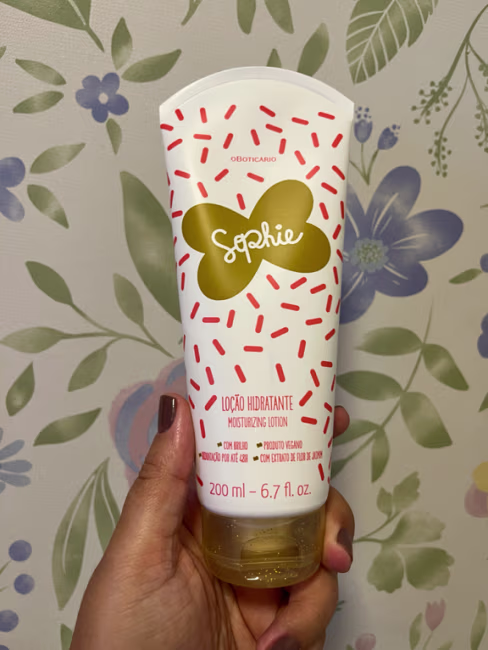 oBOTICÁRIO
Sophie
LOÇÃO HIDRATANTE
MOISTURIZING LOTION
COM BRILHO PRODUTO VEGANO
HIDRATAÇÃO POR ATÉ 48H COM EXTRATO DE FLOR DE JASMIM
200 ml – 6.7 fl. oz.